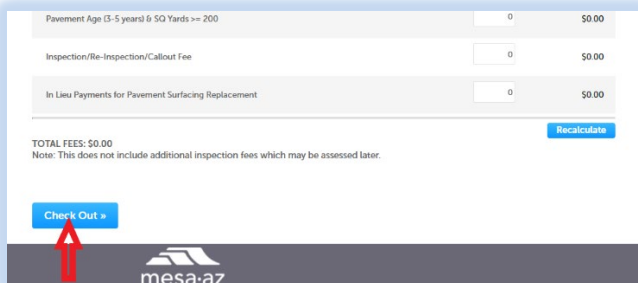 Pavement Age (3-5 years) & SQ Yards >= 200 0 $0.00
Inspection/Re-Inspection/Callout Fee 0 $0.00
In Lieu Payments for Pavement Surfacing Replacement 0 $0.00
Recalculate
TOTAL FEES: $0.00
Note: This does not include additional inspection fees which may be assessed later.
Check Out »
mesa·az